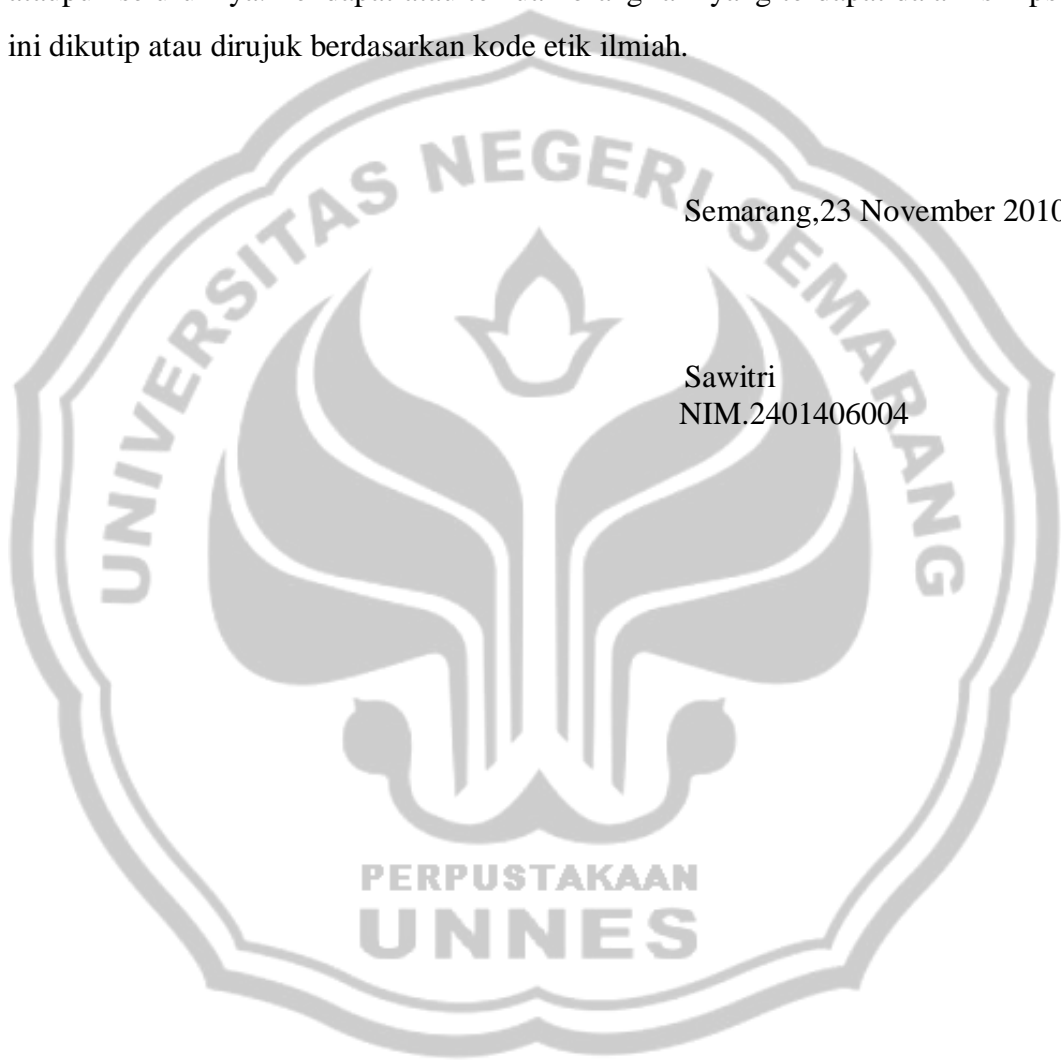 ini dikutip atau dirujuk berdasarkan kode etik ilmiah.
Semarang,23 November 2010
Sawitri
NIM.2401406004
UNIVERSITAS NEGERI SEMARANG
PERPUSTAKAAN
UNNES